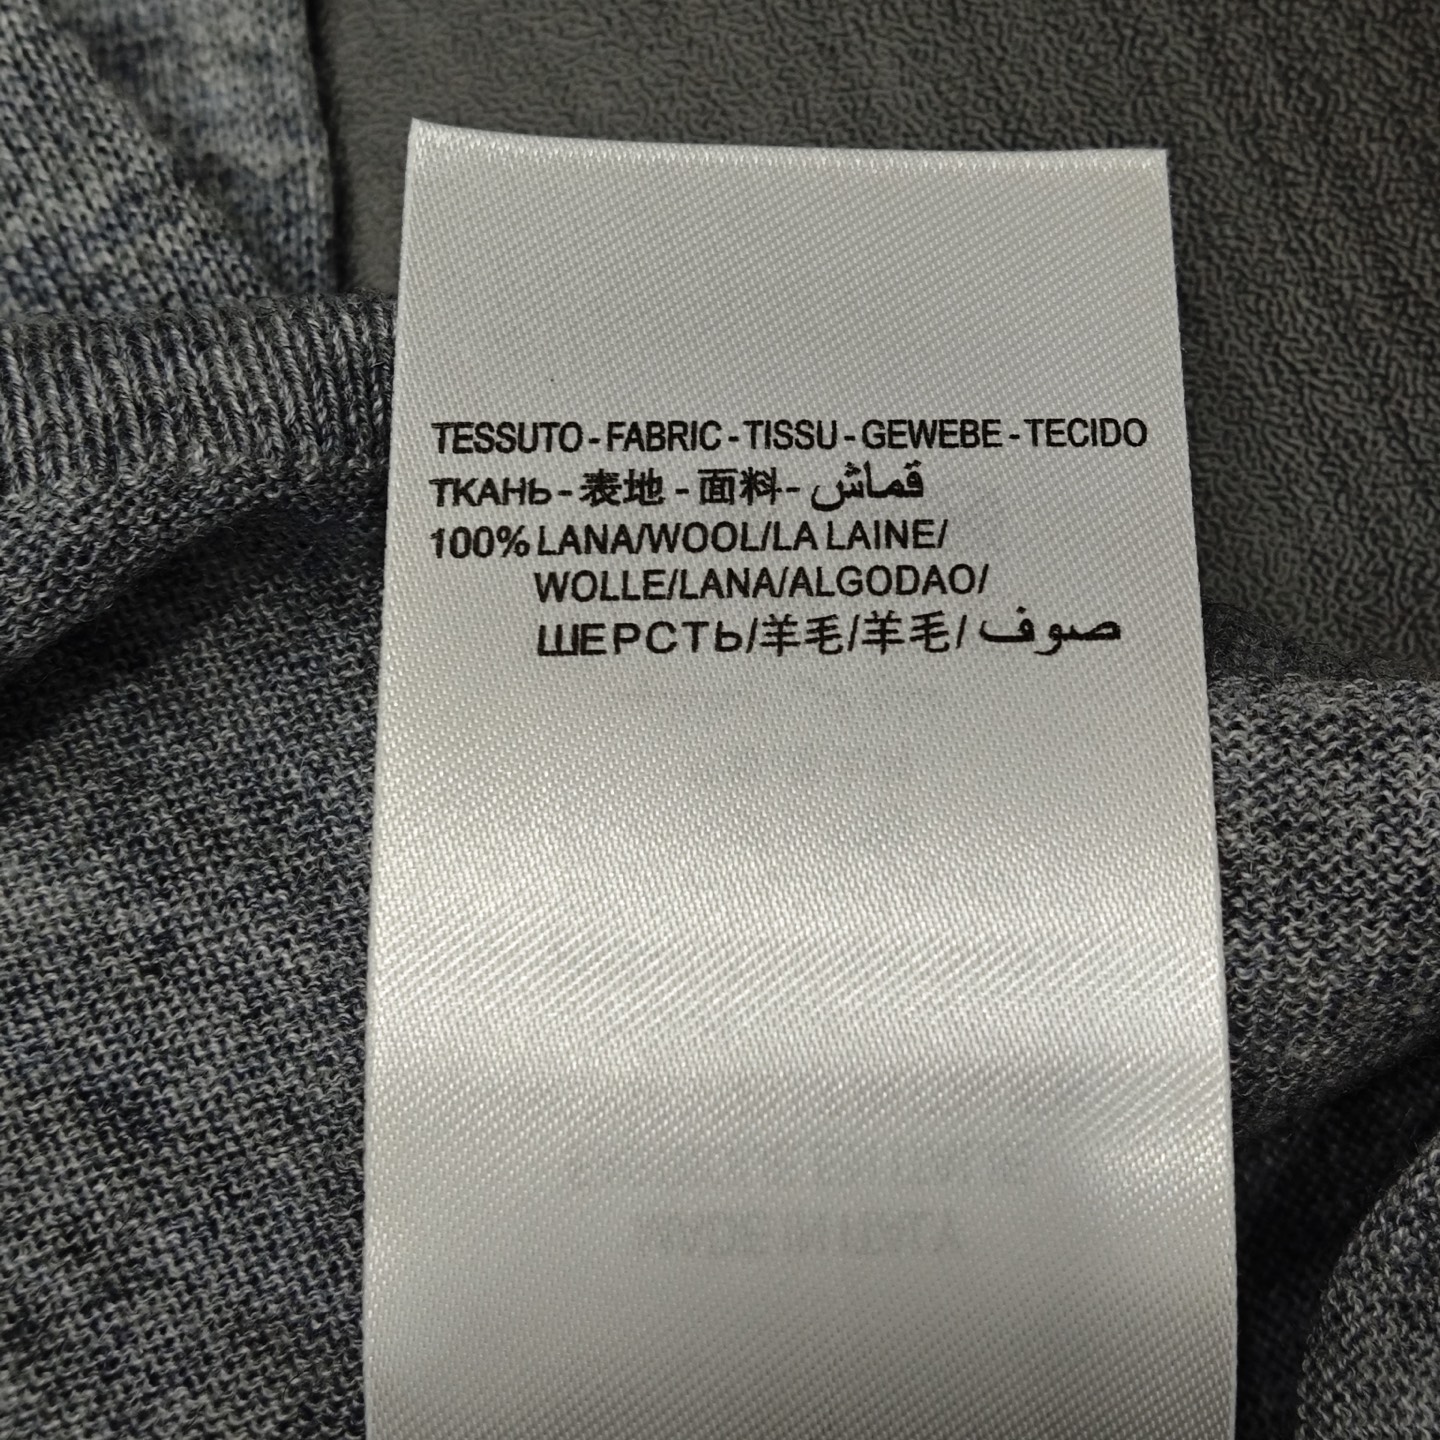 TESSUTO - FABRIC - TISSU - GEWEBE - TECIDO
ТКАНЬ - 表地 - 面料 - قماش
100% LANA/WOOL/LA LAINE/
WOLLE/LANA/ALGODAO/
ШЕРСТЬ/羊毛/羊毛/ صوف